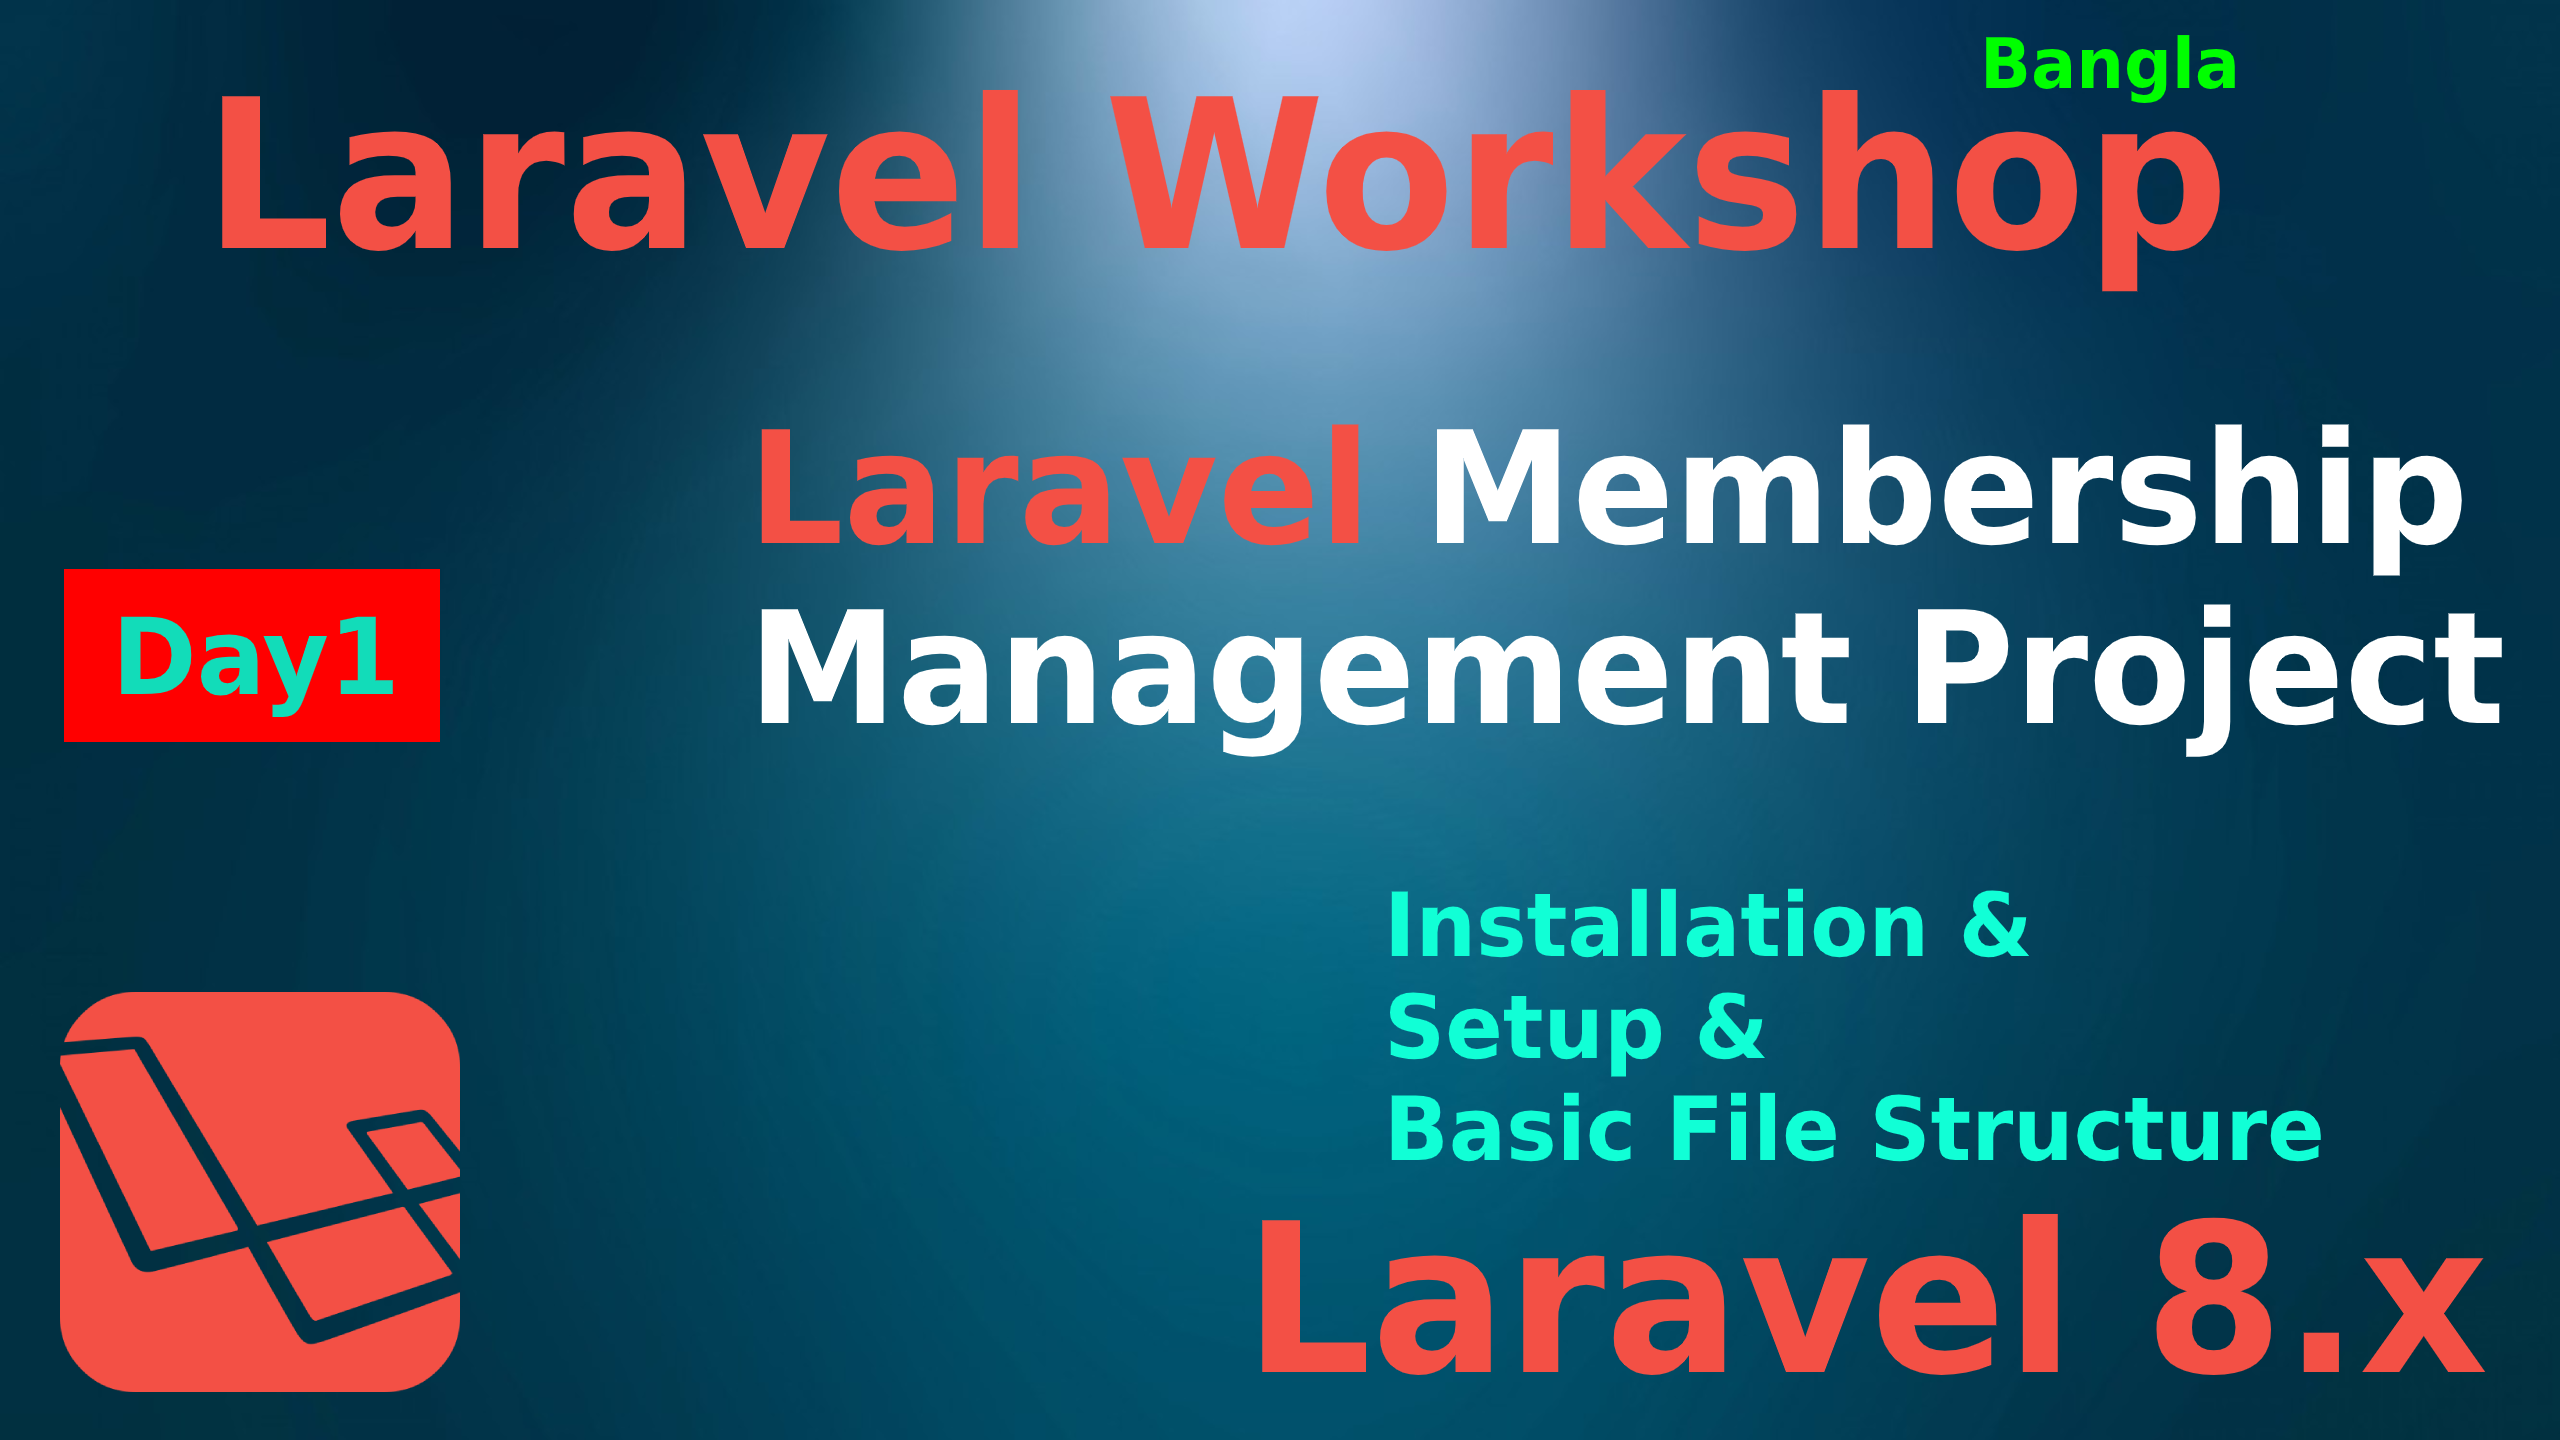 Bangla
Laravel Workshop
Laravel Membership
Management Project
Day1
Installation &
Setup &
Basic File Structure
Laravel 8.x